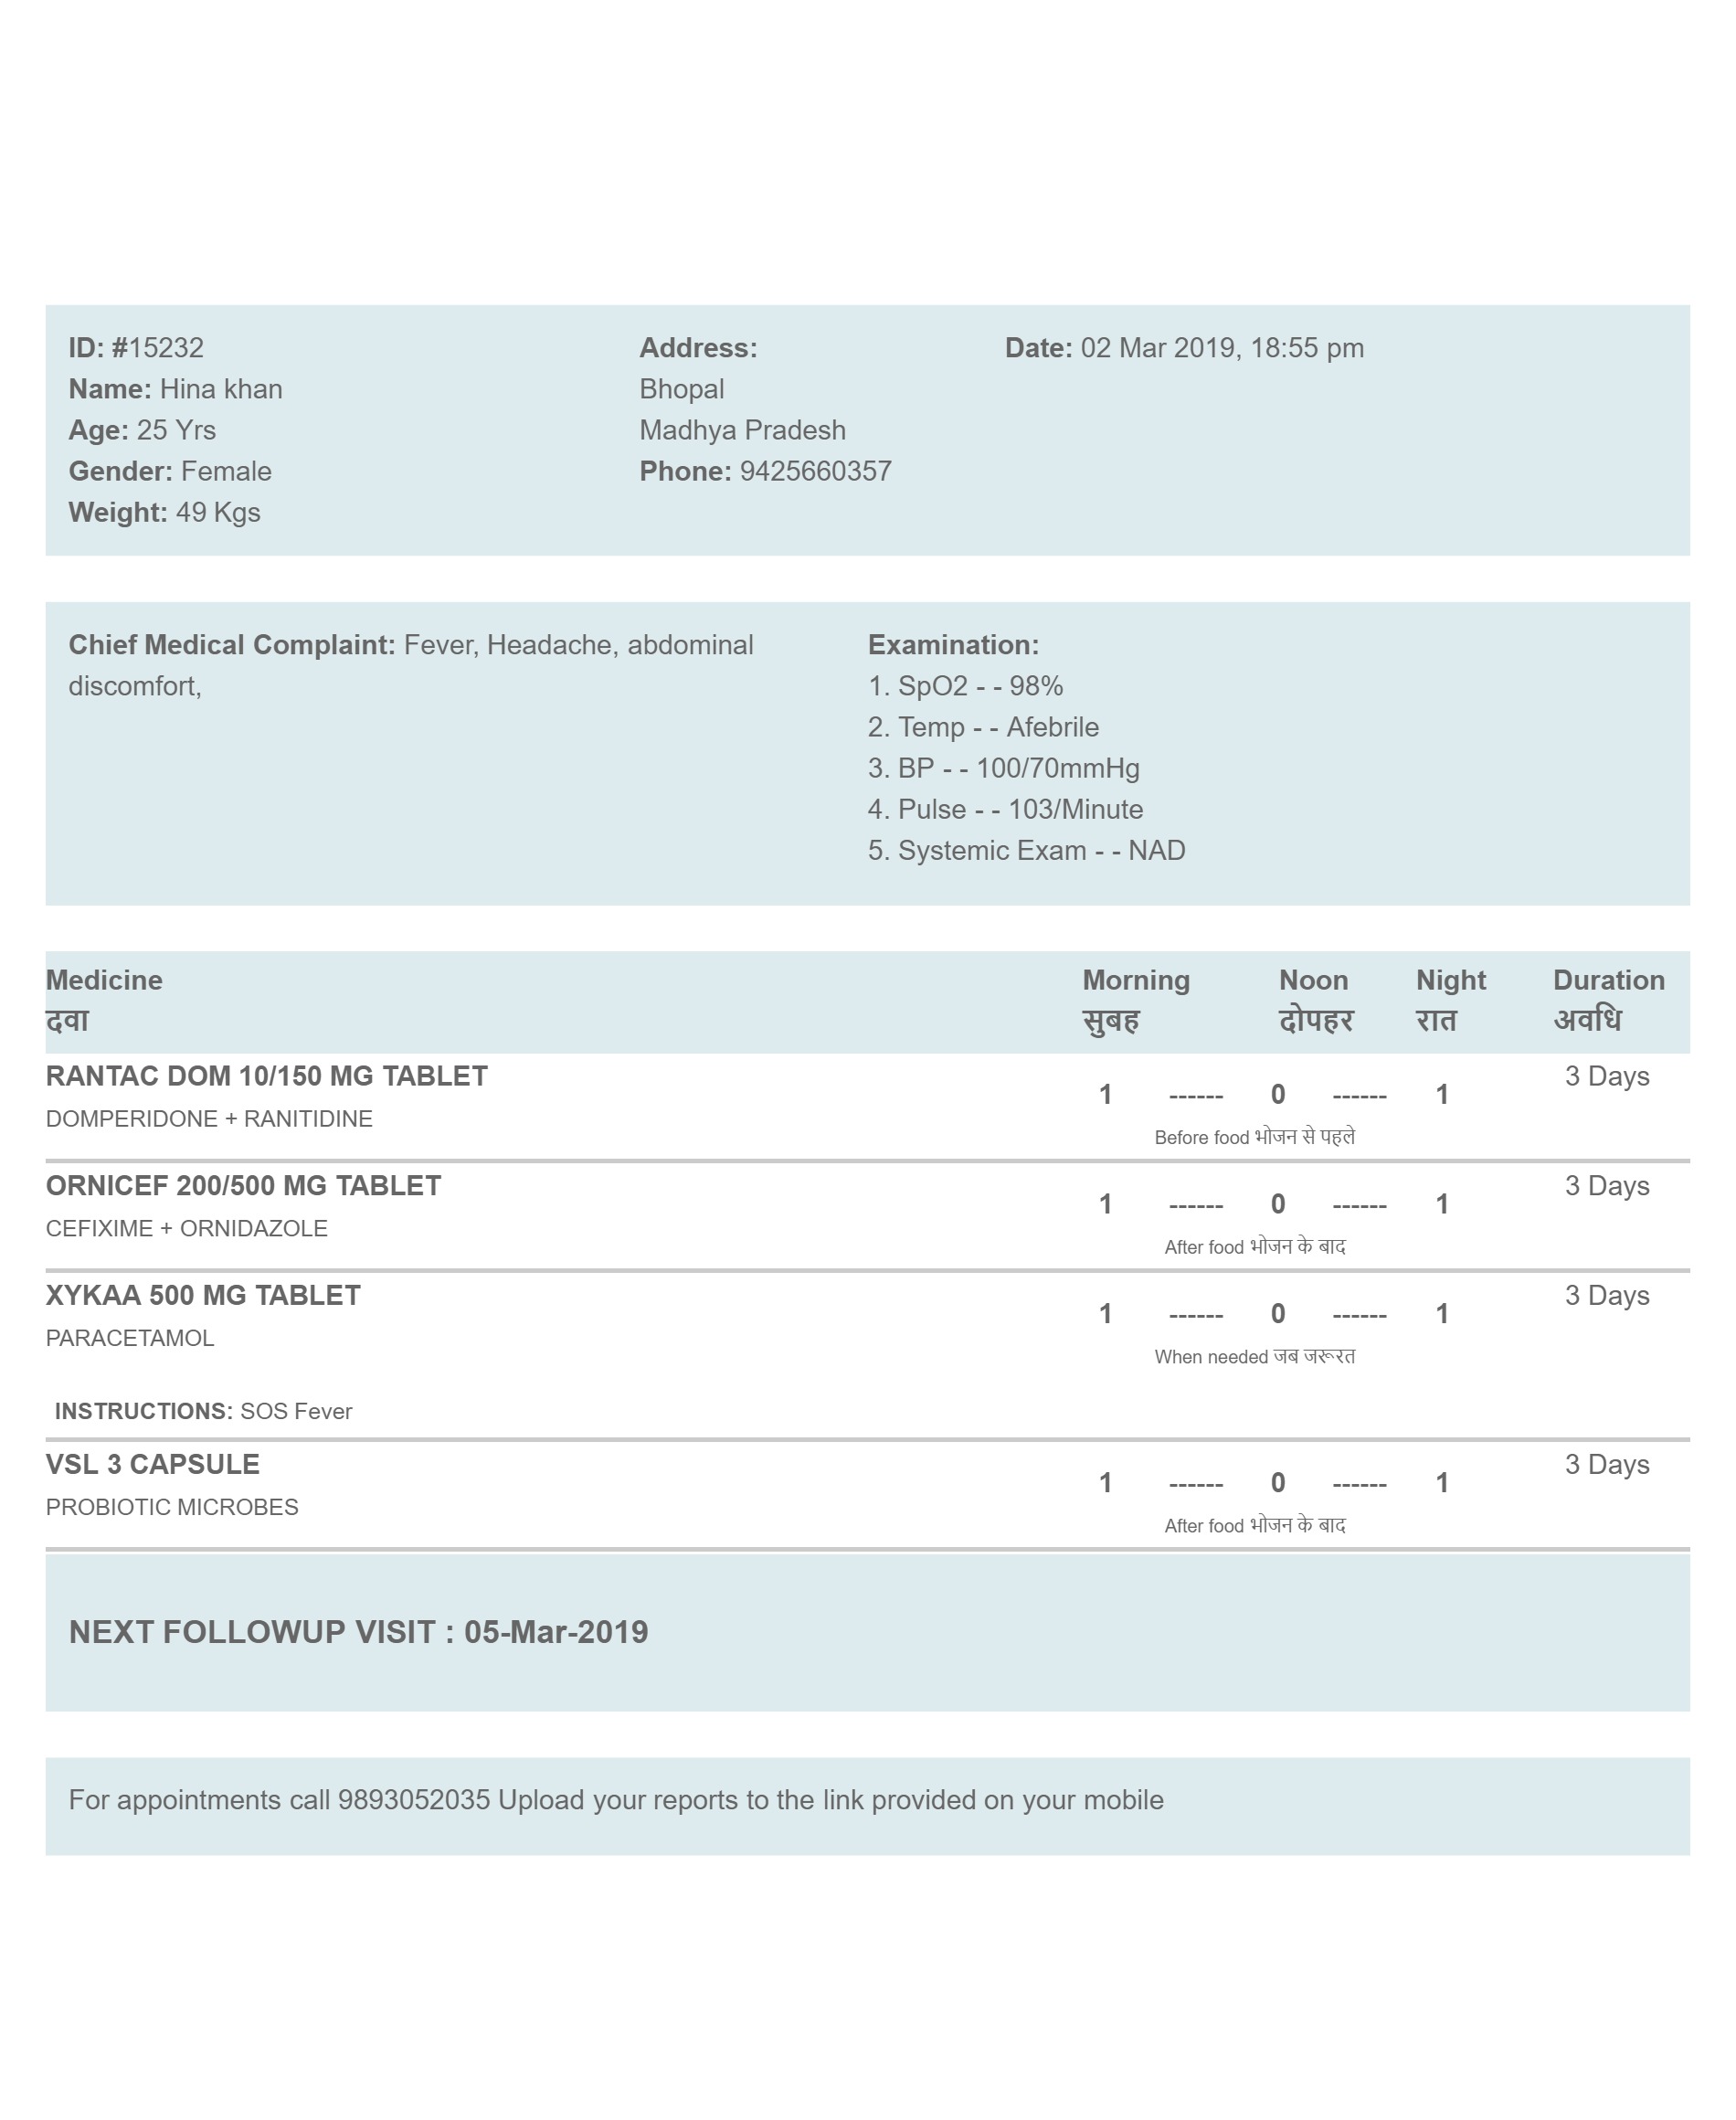 ID: #15232
Name: Hina khan
Age: 25 Yrs
Gender: Female
Weight: 49 Kgs
Address:
Bhopal
Madhya Pradesh
Phone: 9425660357
Date: 02 Mar 2019, 18:55 pm
Chief Medical Complaint: Fever, Headache, abdominal
discomfort,
Examination:
1. SpO2 - - 98%
2. Temp - - Afebrile
3. BP - - 100/70mmHg
4. Pulse - - 103/Minute
5. Systemic Exam - - NAD
Medicine Morning Noon Night Duration
दवा सुबह दोपहर रात अवधि
RANTAC DOM 10/150 MG TABLET 3 Days
1 ------ 0 ------ 1
DOMPERIDONE + RANITIDINE
Before food भोजन से पहले
ORNICEF 200/500 MG TABLET 3 Days
1 ------ 0 ------ 1
CEFIXIME + ORNIDAZOLE
After food भोजन के बाद
XYKAA 500 MG TABLET 3 Days
1 ------ 0 ------ 1
PARACETAMOL
When needed जब जरूरत
INSTRUCTIONS: SOS Fever
VSL 3 CAPSULE 3 Days
1 ------ 0 ------ 1
PROBIOTIC MICROBES
After food भोजन के बाद
NEXT FOLLOWUP VISIT : 05-Mar-2019
For appointments call 9893052035 Upload your reports to the link provided on your mobile